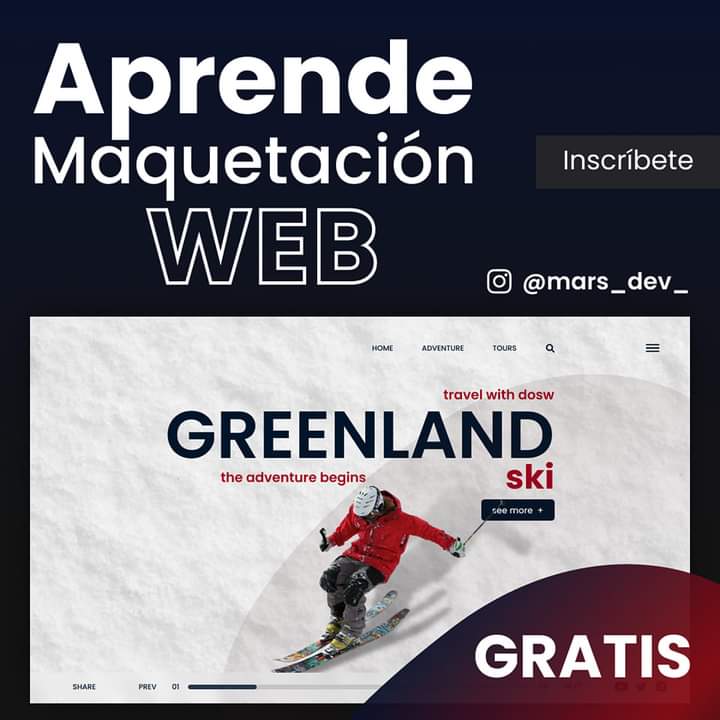 Aprende
Maquetación
WEB
Inscríbete
@mars_dev_
HOME ADVENTURE TOURS
travel with dosw
GREENLAND
the adventure begins
ski
see more +
GRATIS
SHARE PREV 01